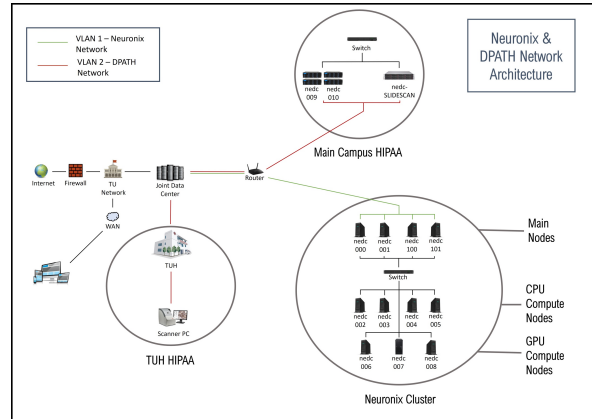 VLAN 1 – Neuronix
Network
VLAN 2 – DPATH
Network
Neuronix &
DPATH Network
Architecture
Switch
nedc
009
nedc
010
nedc-
SLIDESCAN
Main Campus HIPAA
Internet
Firewall
TU
Network
Joint Data
Center
Router
WAN
TUH
Scanner PC
TUH HIPAA
nedc
000
nedc
001
nedc
100
nedc
101
Main
Nodes
Switch
nedc
002
nedc
003
nedc
004
nedc
005
CPU
Compute
Nodes
nedc
006
nedc
007
nedc
008
GPU
Compute
Nodes
Neuronix Cluster